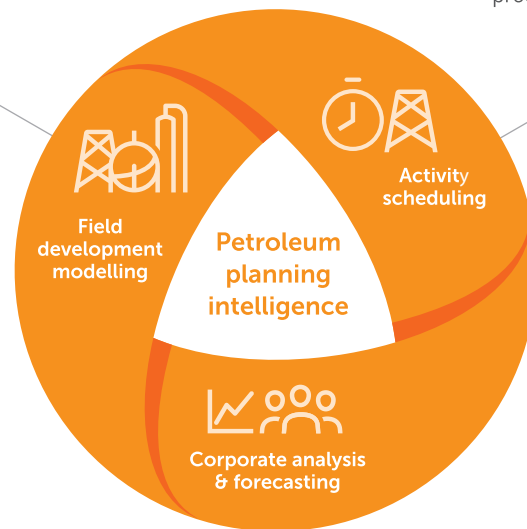 Activity
scheduling
Field
development
modelling
Petroleum
planning
intelligence
Corporate analysis
& forecasting